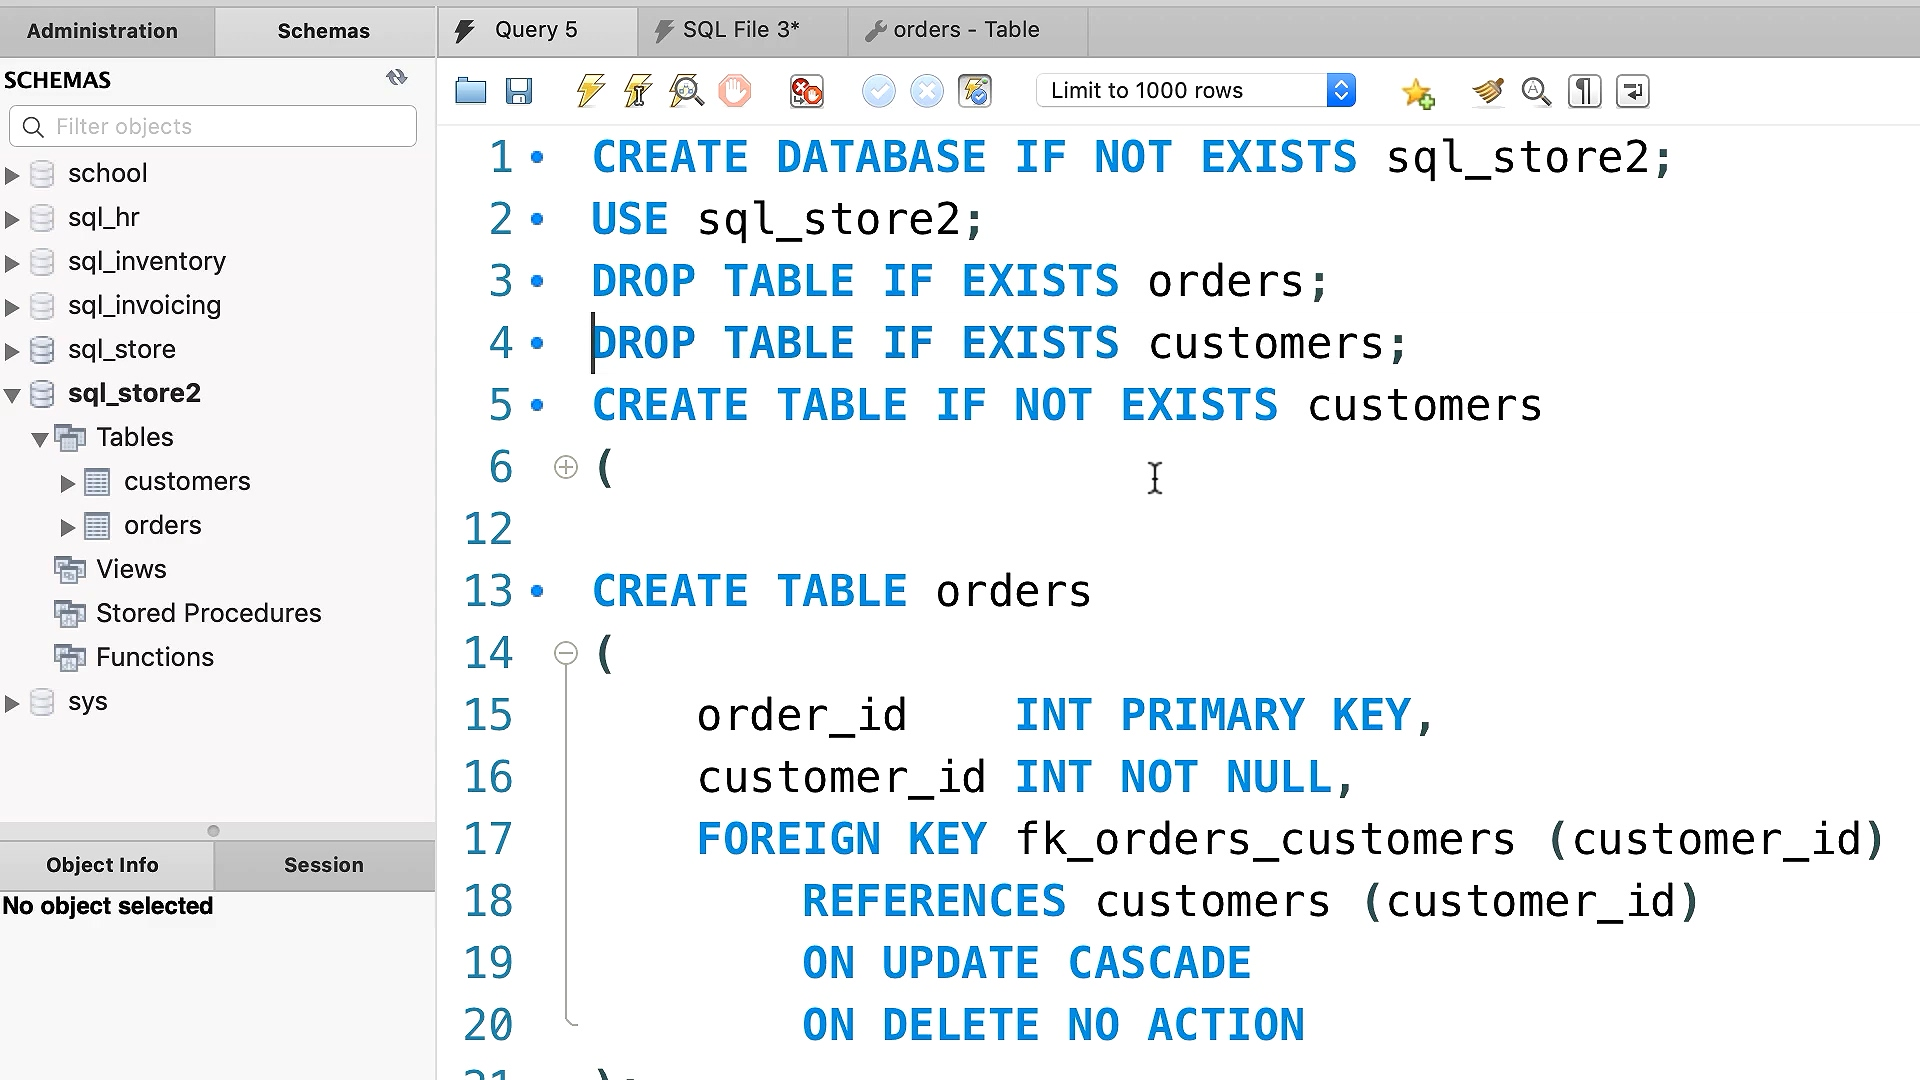 Administration
Schemas
SCHEMAS
Filter objects
school
sql_hr
sql_inventory
sql_invoicing
sql_store
sql_store2
Tables
customers
orders
Views
Stored Procedures
Functions
sys
Object Info
Session
No object selected
Query 5
SQL File 3*
orders - Table
Limit to 1000 rows
1 CREATE DATABASE IF NOT EXISTS sql_store2;
2 USE sql_store2;
3 DROP TABLE IF EXISTS orders;
4 DROP TABLE IF EXISTS customers;
5 CREATE TABLE IF NOT EXISTS customers
6 (
12
13 CREATE TABLE orders
14 (
15 order_id INT PRIMARY KEY,
16 customer_id INT NOT NULL,
17 FOREIGN KEY fk_orders_customers (customer_id)
18 REFERENCES customers (customer_id)
19 ON UPDATE CASCADE
20 ON DELETE NO ACTION
21 );